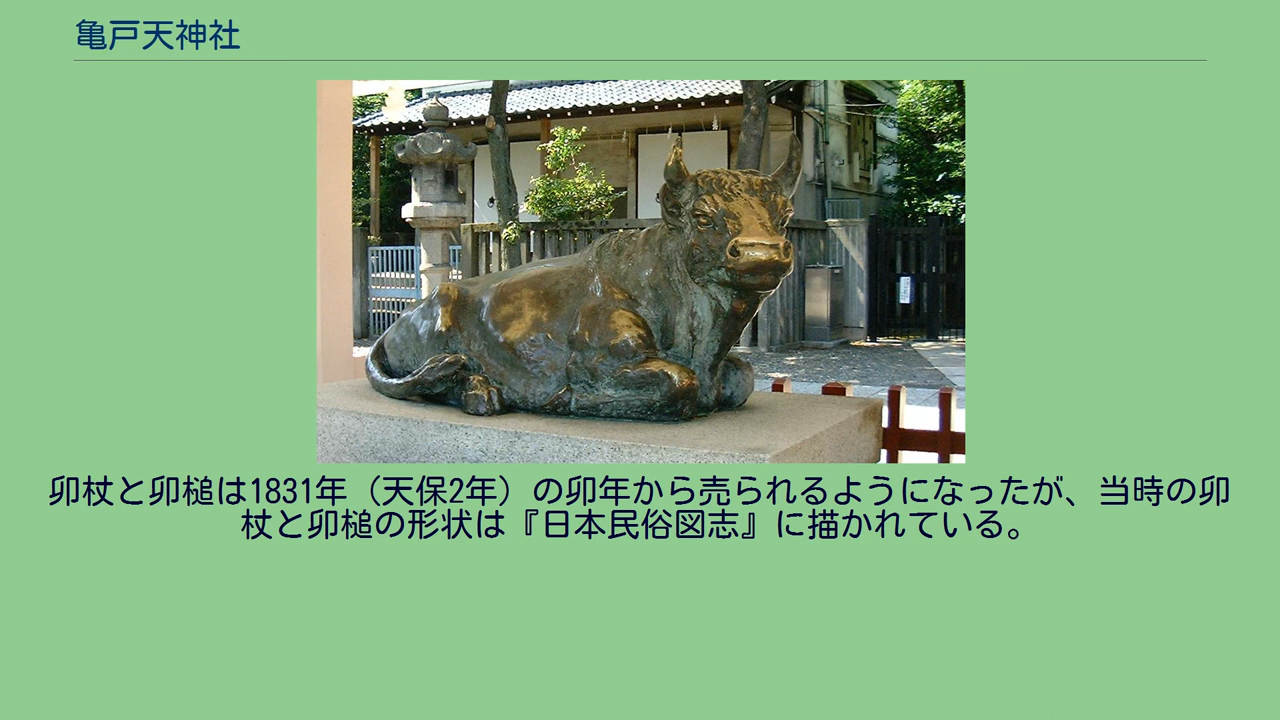 亀戸天神社
卯杖と卯槌は1831年（天保2年）の卯年から売られるようになったが、当時の卯
杖と卯槌の形状は『日本民俗図志』に描かれている。